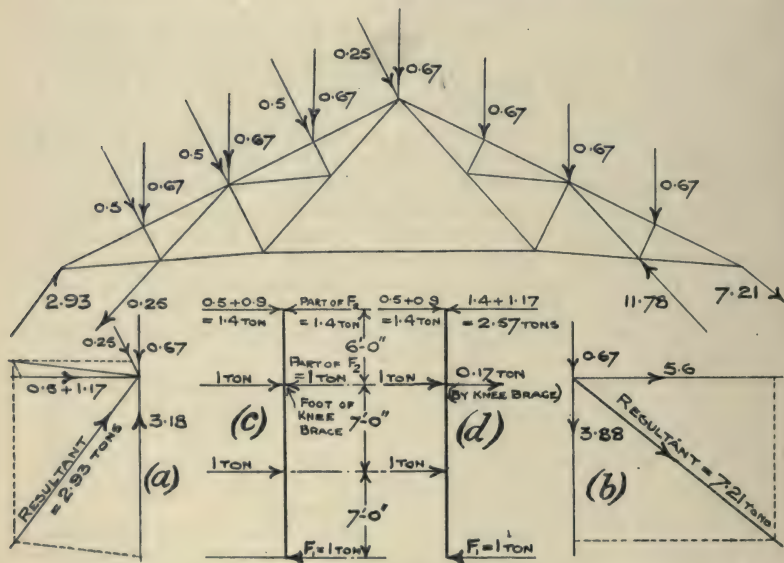 0.25
0.67
0.5
0.67
0.67
0.5
0.67
0.67
0.5
0.67
0.67
2.93
0.25
11.78
7.21
0.25
0.67
0.5+1.17
3.18
RESULTANT
=2.93 TONS
(a)
0.5+0.9
=1.4 TON
PART OF F2
=1.4 TON
6'-0"
1 TON
PART OF F2
=1 TON
FOOT OF
KNEE
BRACE
(c)
7'-0"
1 TON
7'-0"
F1=1 TON
0.5+0.9
=1.4 TON
1.4+1.17
=2.57 TONS
1 TON
0.17 TON
(BY KNEE BRACE)
(d)
1 TON
F1=1 TON
0.67
5.6
3.88
RESULTANT=7.21 TONS
(b)